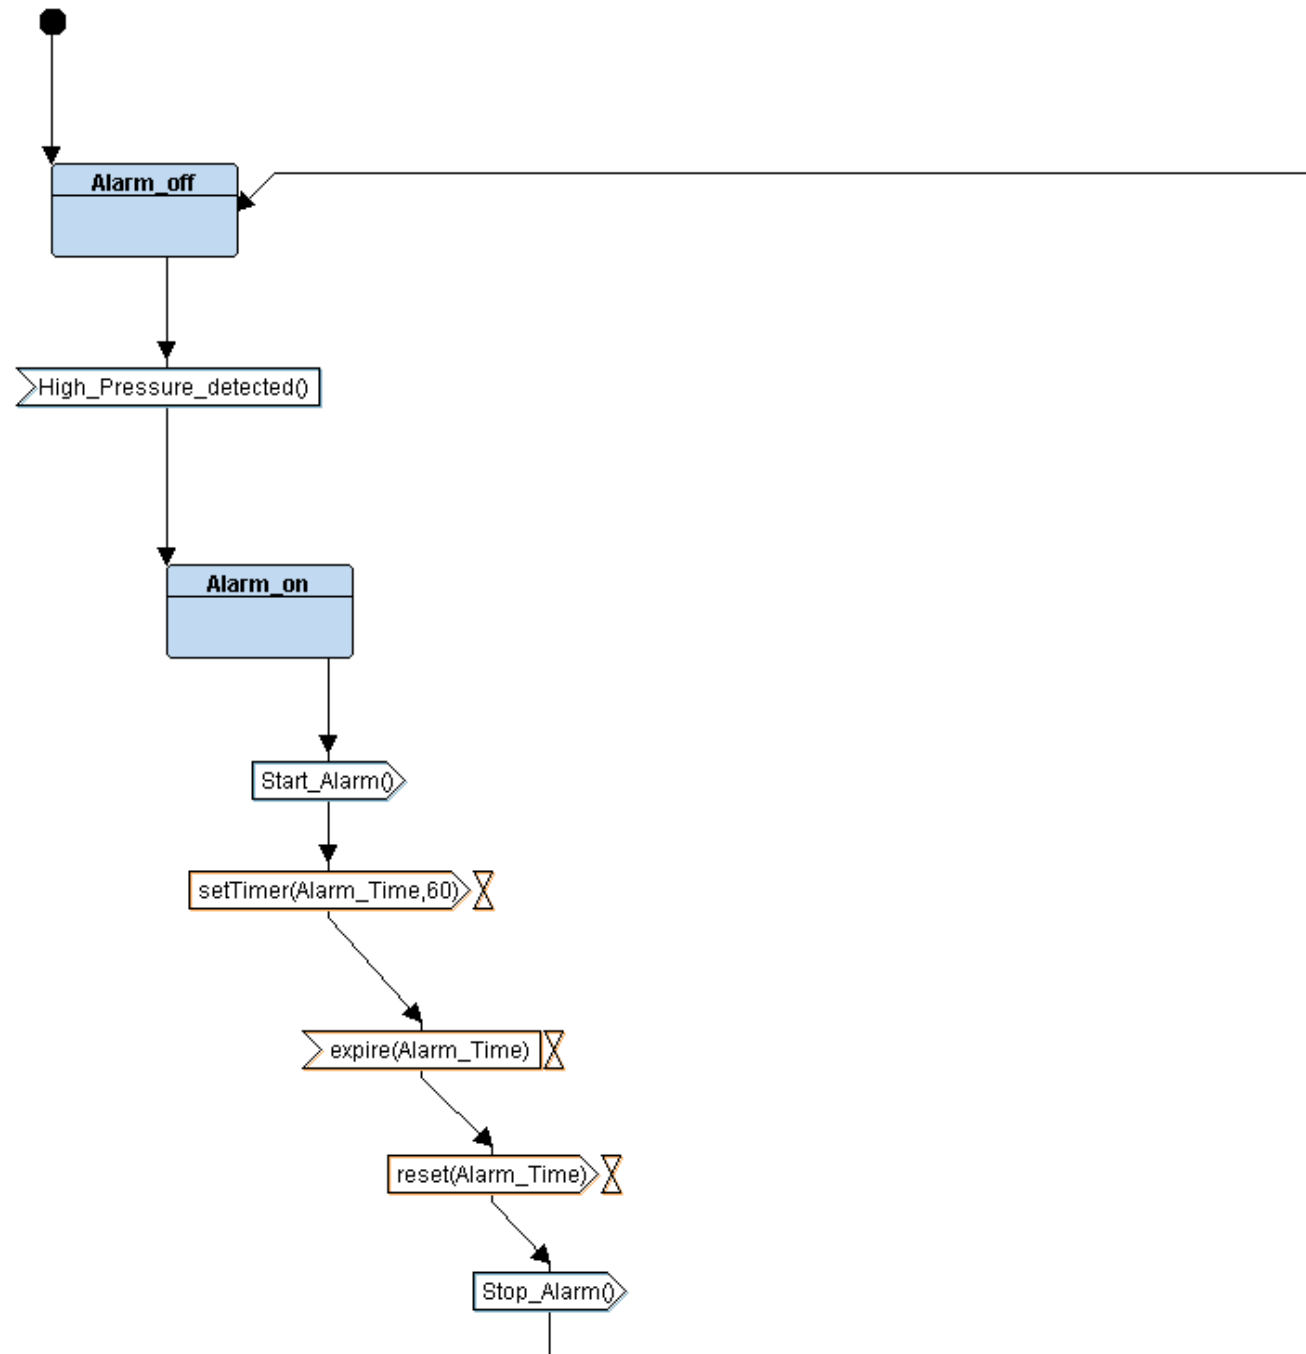 Alarm_off
High_Pressure_detected()
Alarm_on
Start_Alarm()
setTimer(Alarm_Time,60)
expire(Alarm_Time)
reset(Alarm_Time)
Stop_Alarm()